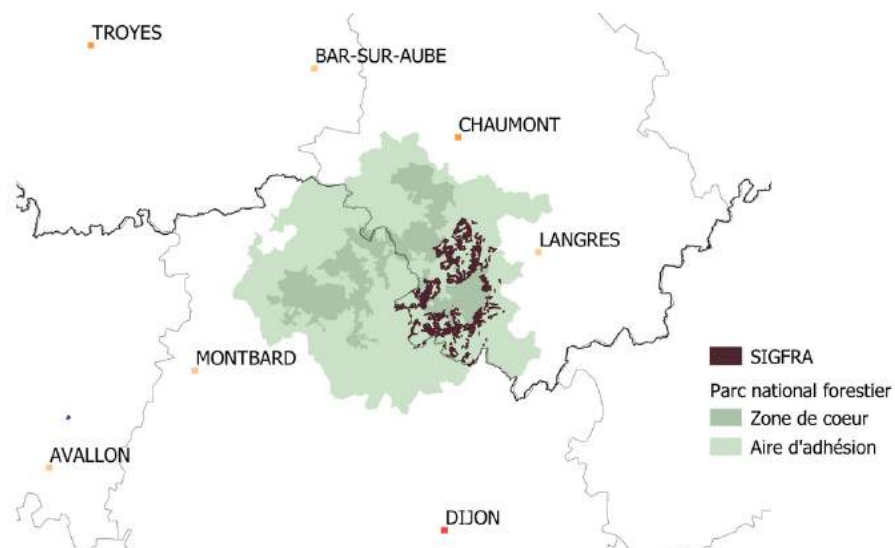 TROYES
BAR-SUR-AUBE
CHAUMONT
LANGRES
MONTBARD
AVALLON
DIJON
SIGFRA
Parc national forestier
Zone de coeur
Aire d'adhésion